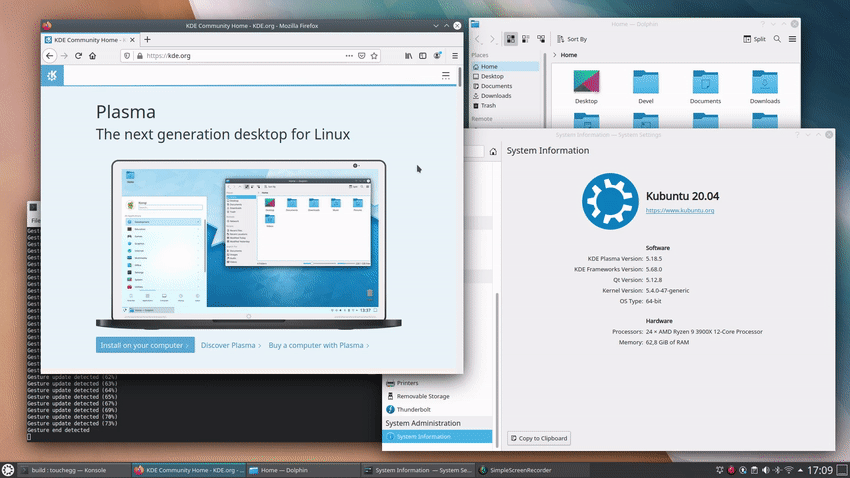 KDE Community Home - KDE.org - Mozilla Firefox
KDE Community Home - KDE
https://kde.org
Plasma
The next generation desktop for Linux
Install on your computer
Discover Plasma
Buy a computer with Plasma
Home — Dolphin
Sort By
Split
Places
Home
Desktop
Documents
Downloads
Trash
Remote
Home
Desktop
Devel
Documents
Downloads
System Information — System Settings
System Information
Kubuntu 20.04
https://www.kubuntu.org
Software
KDE Plasma Version: 5.18.5
KDE Frameworks Version: 5.68.0
Qt Version: 5.12.8
Kernel Version: 5.4.0-47-generic
OS Type: 64-bit
Hardware
Processors: 24 × AMD Ryzen 9 3900X 12-Core Processor
Memory: 62,8 GiB of RAM
Printers
Removable Storage
Thunderbolt
System Administration
System Information
Copy to Clipboard
Gesture update detected (62%)
Gesture update detected (63%)
Gesture update detected (64%)
Gesture update detected (65%)
Gesture update detected (67%)
Gesture update detected (69%)
Gesture update detected (70%)
Gesture update detected (73%)
Gesture end detected
build : touchegg — Konsole
KDE Community Home - KDE.org - ...
Home — Dolphin
System Information — System Se...
SimpleScreenRecorder
17:09